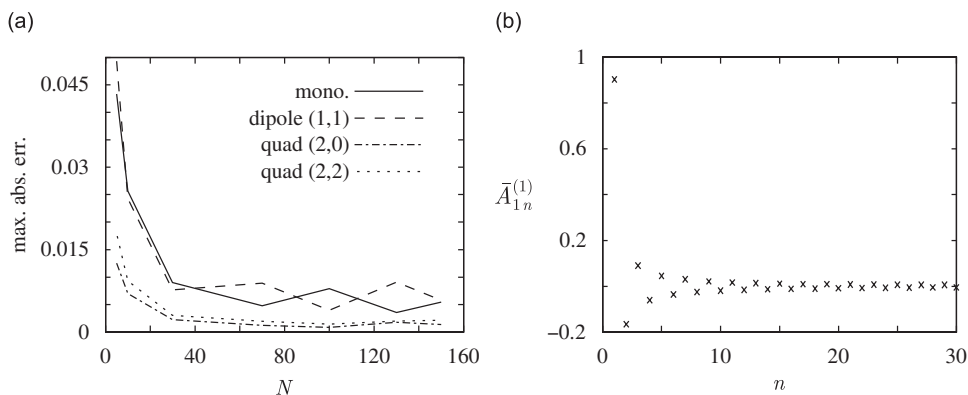 (a)
max. abs. err.
0.045
0.03
0.015
0
0
40
80
120
160
N
mono.
dipole (1,1)
quad (2,0)
quad (2,2)
(b)
Ā₁ₙ⁽¹⁾
1
0.6
0.2
−0.2
0
10
20
30
n